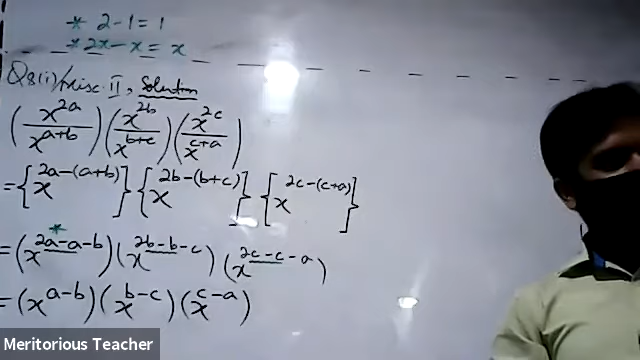 * 2-1=1
* 2x-x=x
Q8(i)/Misc. II, Solution
(x^2a / x^a+b)(x^2b / x^b+c)(x^2c / x^c+a)
={x^2a-(a+b)}{x^2b-(b+c)}{x^2c-(c+a)}
=(x^2a-a-b)(x^2b-b-c)(x^2c-c-a)
=(x^a-b)(x^b-c)(x^c-a)
Meritorious Teacher